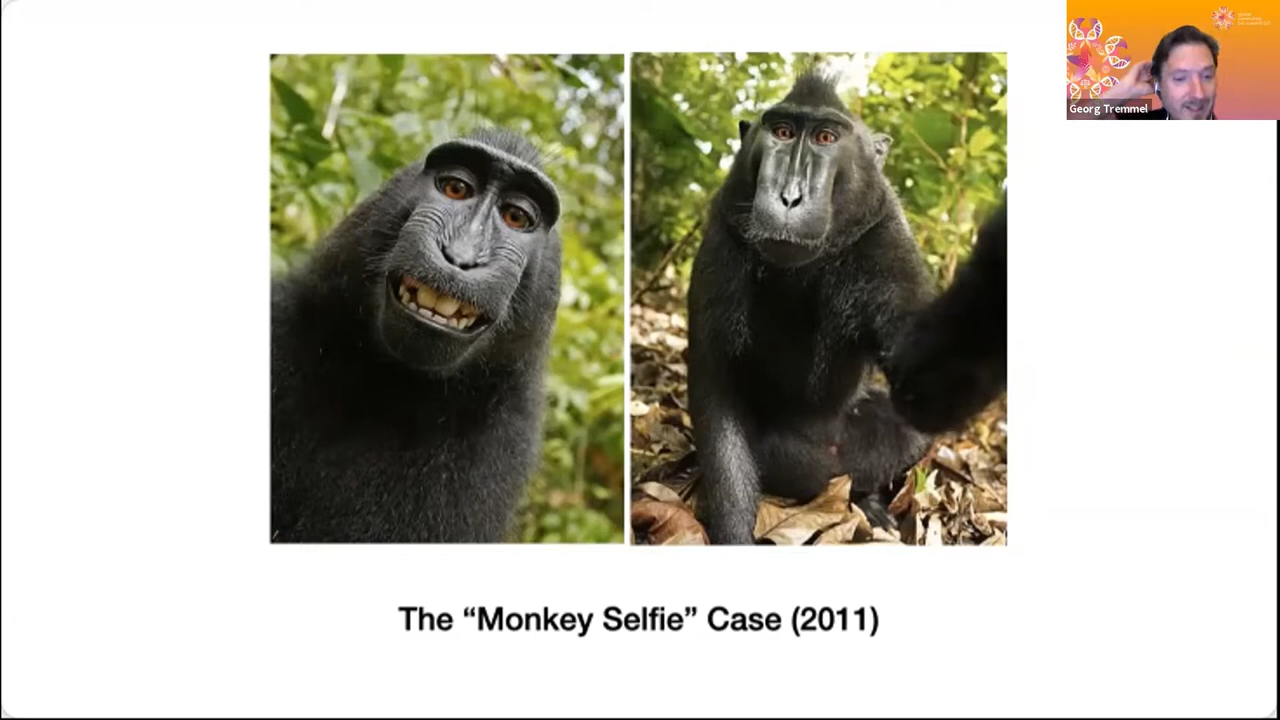 Georg Tremmel
The “Monkey Selfie” Case (2011)